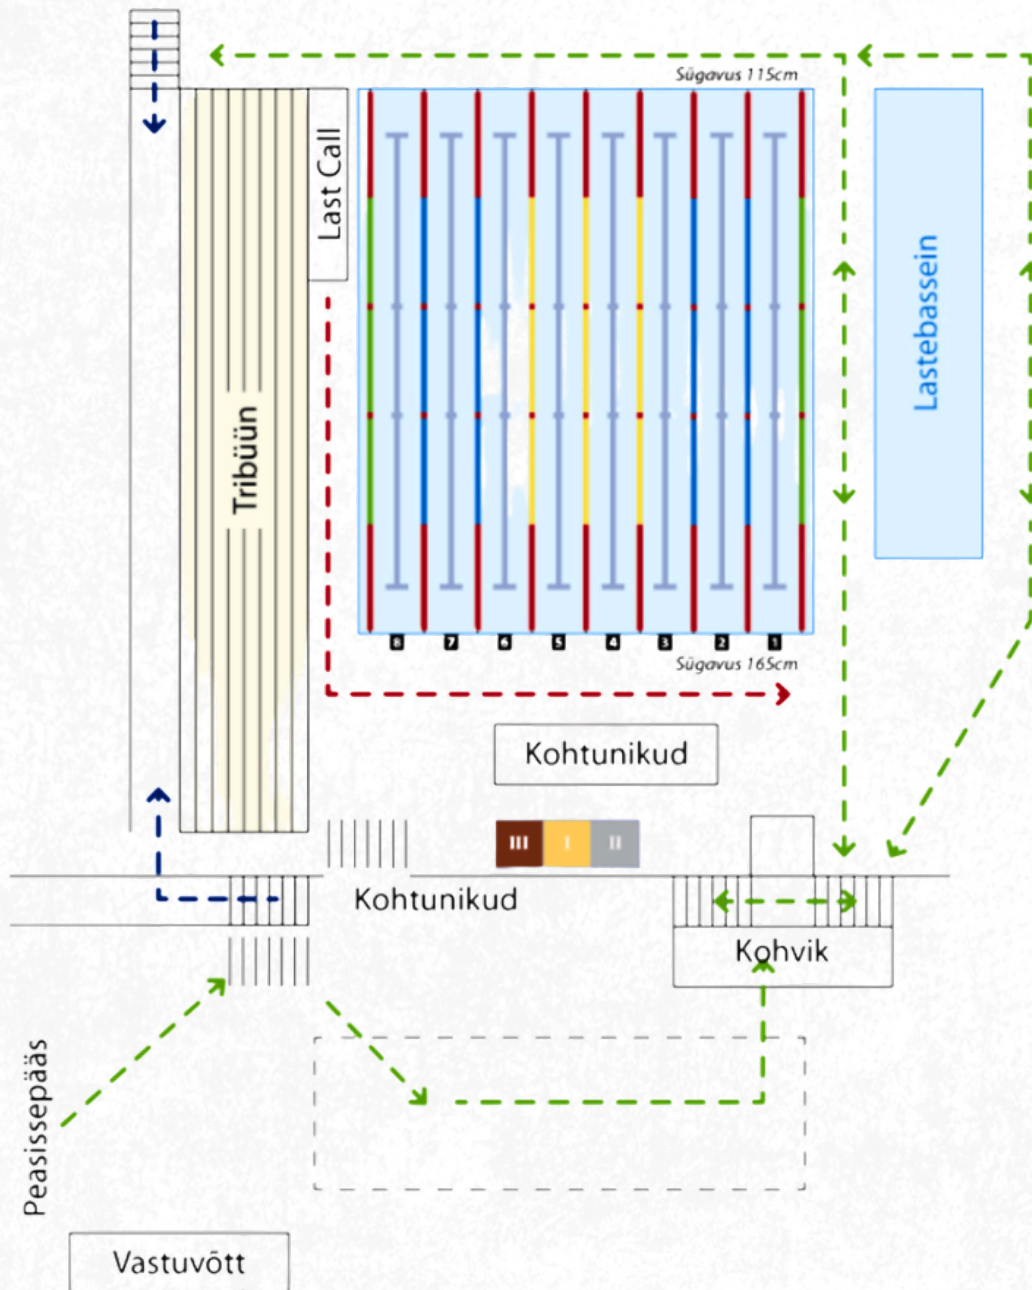 Sügavus 115cm
Last Call
Lastebassein
Tribüün
8 7 6 5 4 3 2 1
Sügavus 165cm
Kohtunikud
III I II
Kohtunikud
Kohvik
Peasissepääs
Vastuvõtt